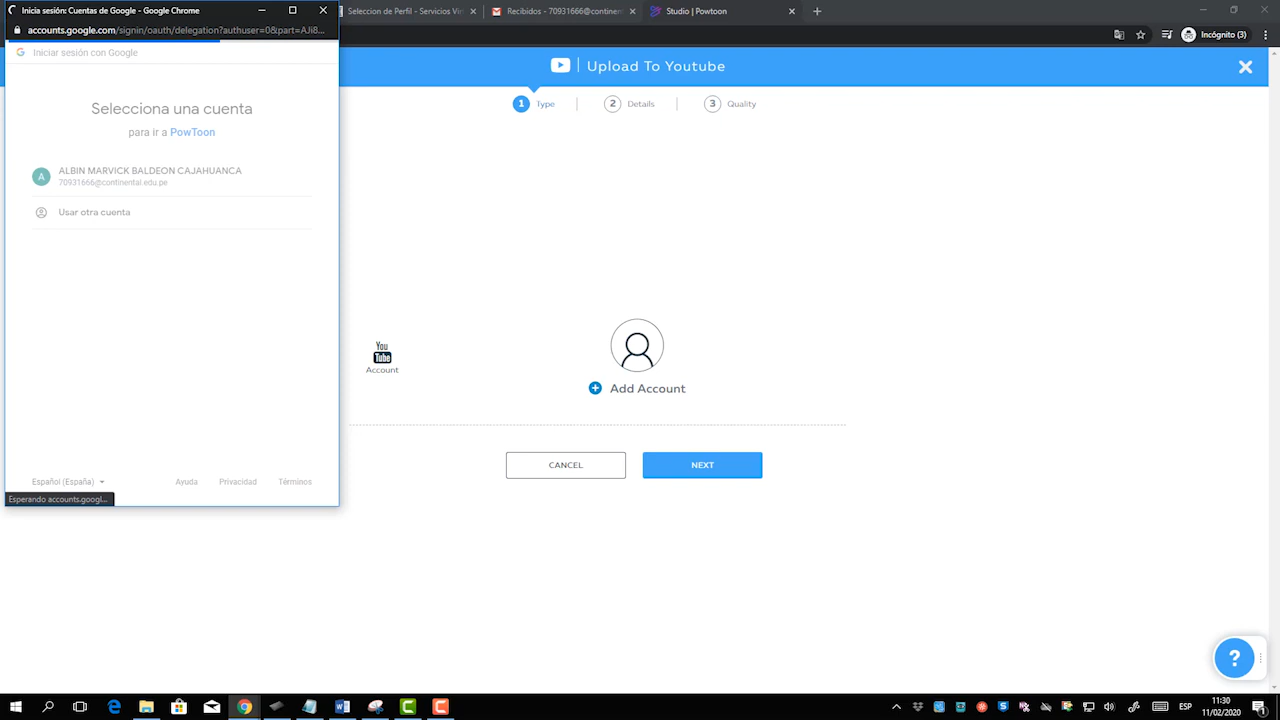 Inicia sesión: Cuentas de Google - Google Chrome
accounts.google.com/signin/oauth/delegation?authuser=0&part=AJi8...
Iniciar sesión con Google
Selecciona una cuenta
para ir a PowToon
A
ALBIN MARVICK BALDEON CAJAHUANCA
70931666@continental.edu.pe
Usar otra cuenta
Español (España)
Ayuda
Privacidad
Términos
Esperando accounts.googl...
Seleccion de Perfil - Servicios Vi
Recibidos - 70931666@continen
Studio | Powtoon
Incógnito (3)
Upload To Youtube
1 Type
2 Details
3 Quality
You
Tube
Account
Add Account
CANCEL
NEXT
?
ESP
11:30
11/02/2020
1